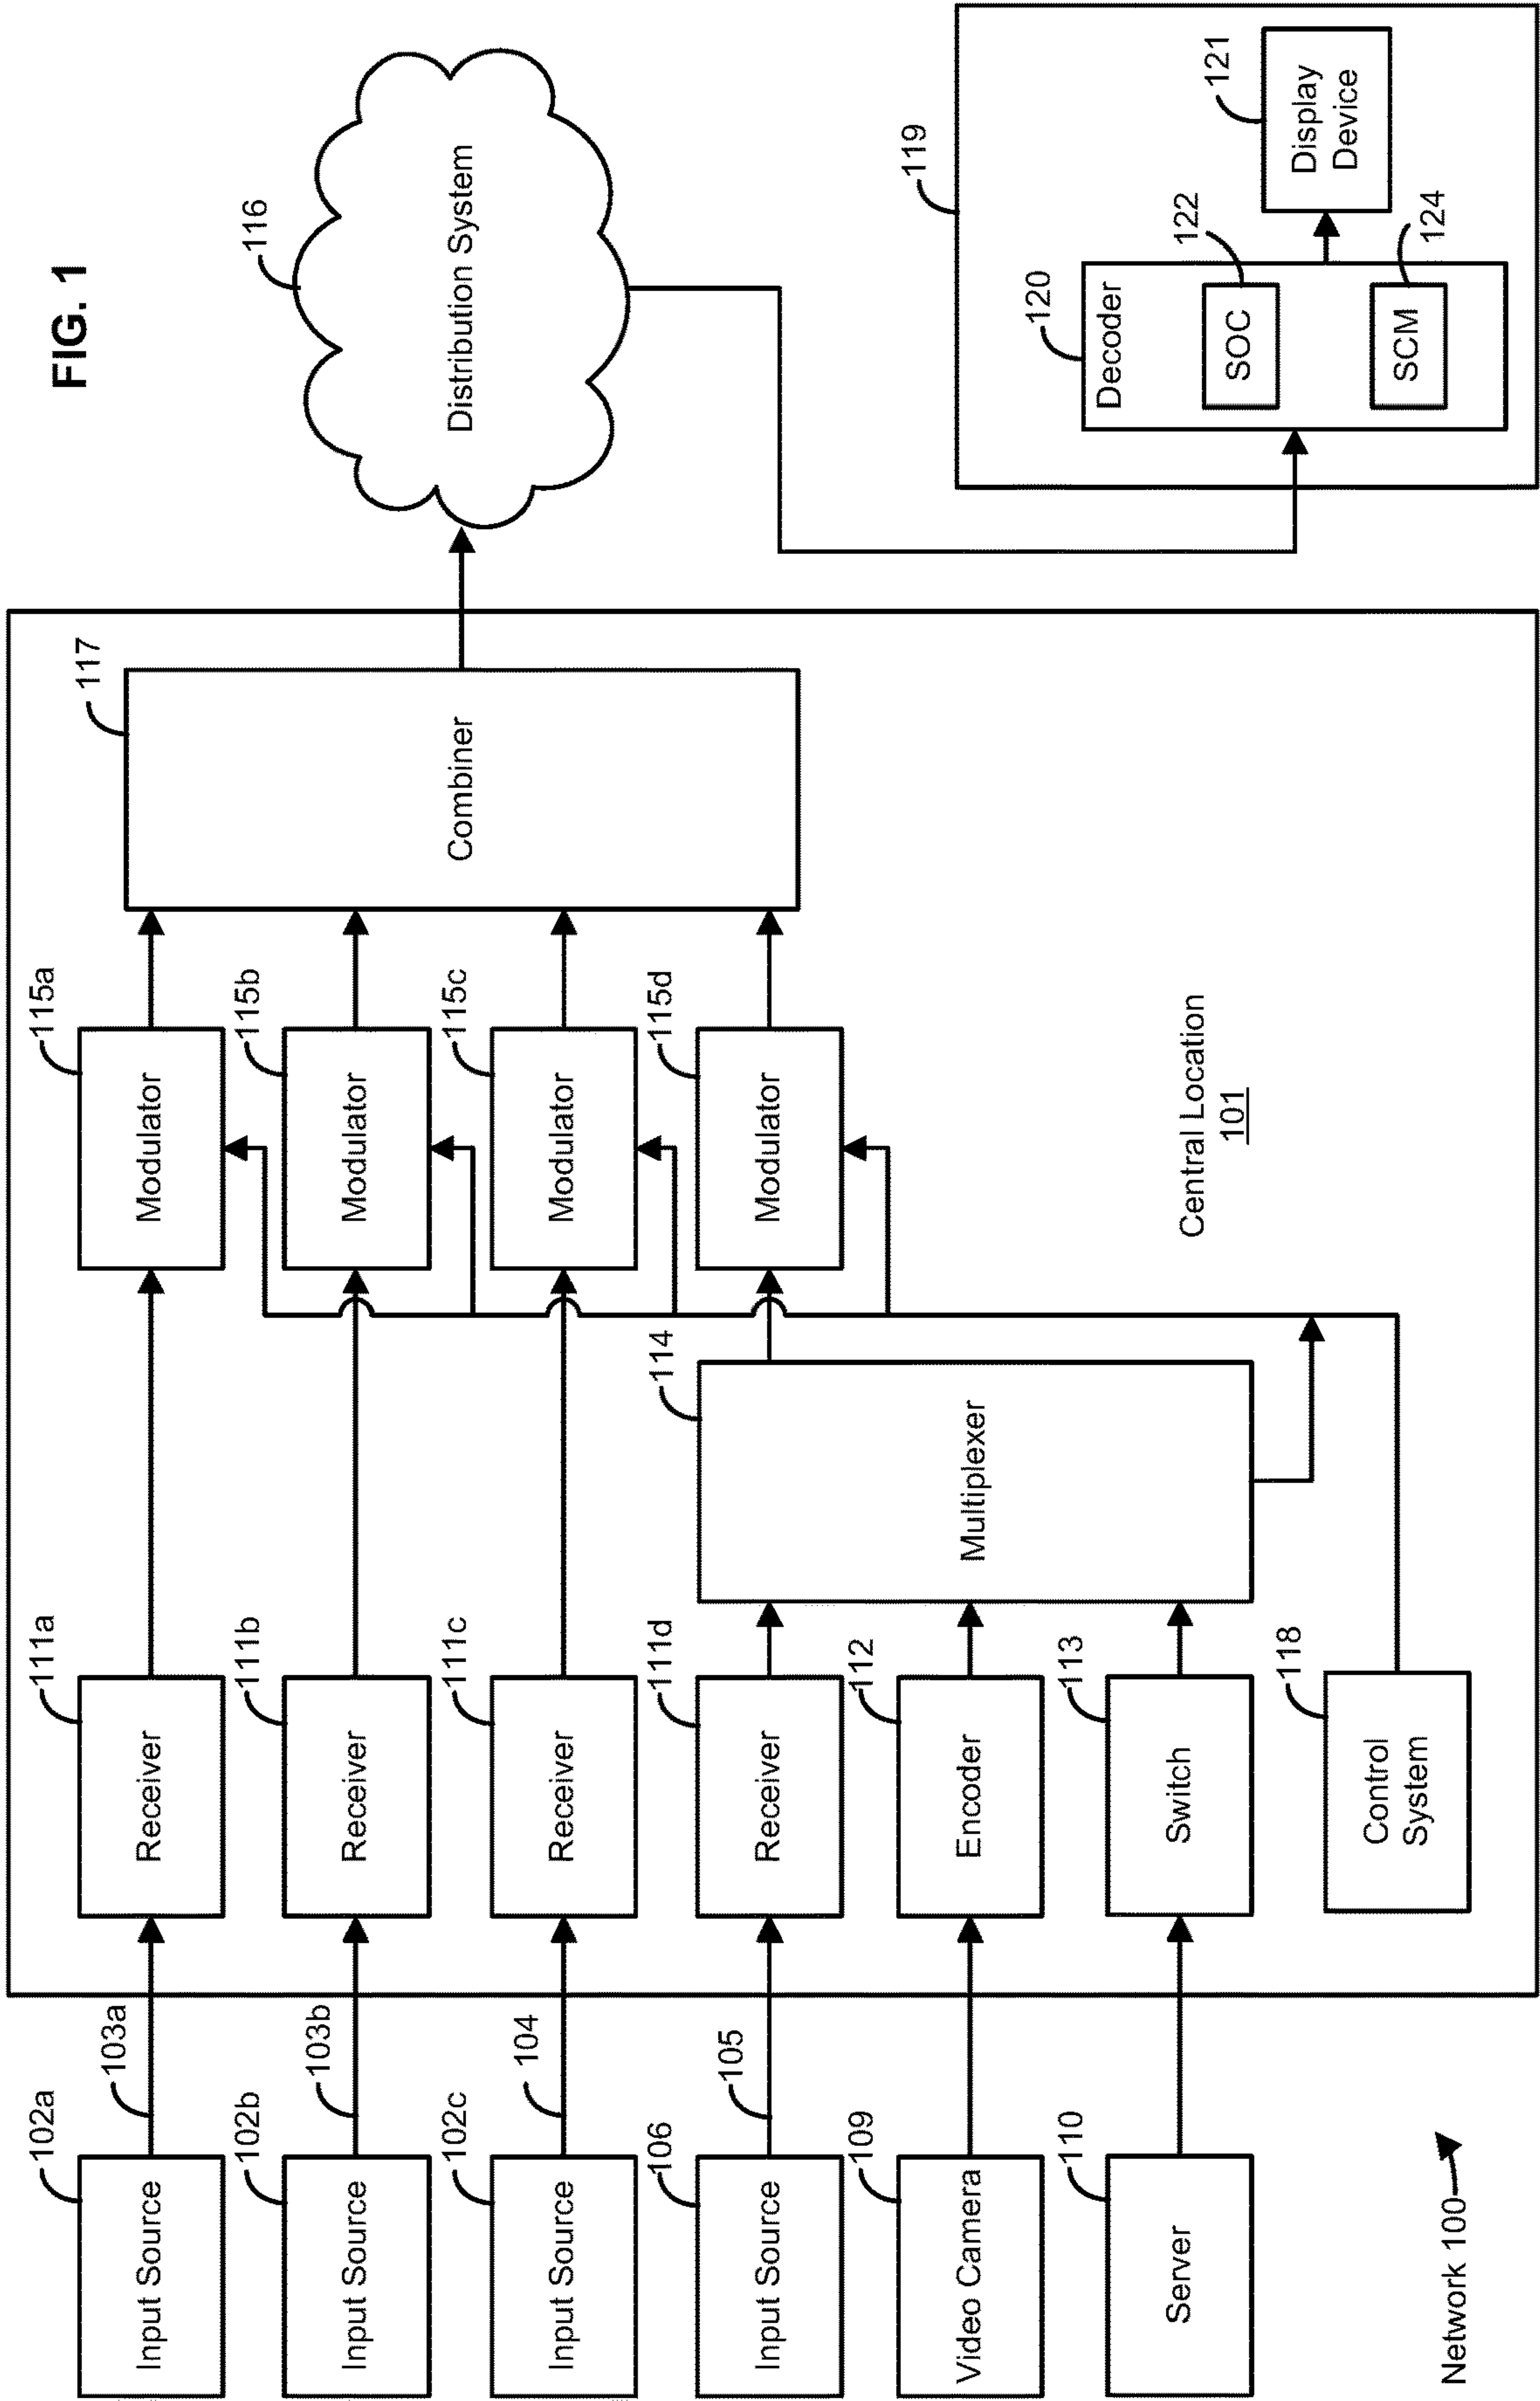 FIG. 1
102a
Input Source
103a
111a
Receiver
115a
Modulator
102b
Input Source
103b
111b
Receiver
115b
Modulator
102c
Input Source
104
111c
Receiver
115c
Modulator
106
Input Source
105
111d
Receiver
114
Multiplexer
115d
Modulator
109
Video Camera
112
Encoder
110
Server
113
Switch
118
Control
System
117
Combiner
Central Location
101
116
Distribution System
119
120
Decoder
122
SOC
124
SCM
121
Display
Device
Network 100